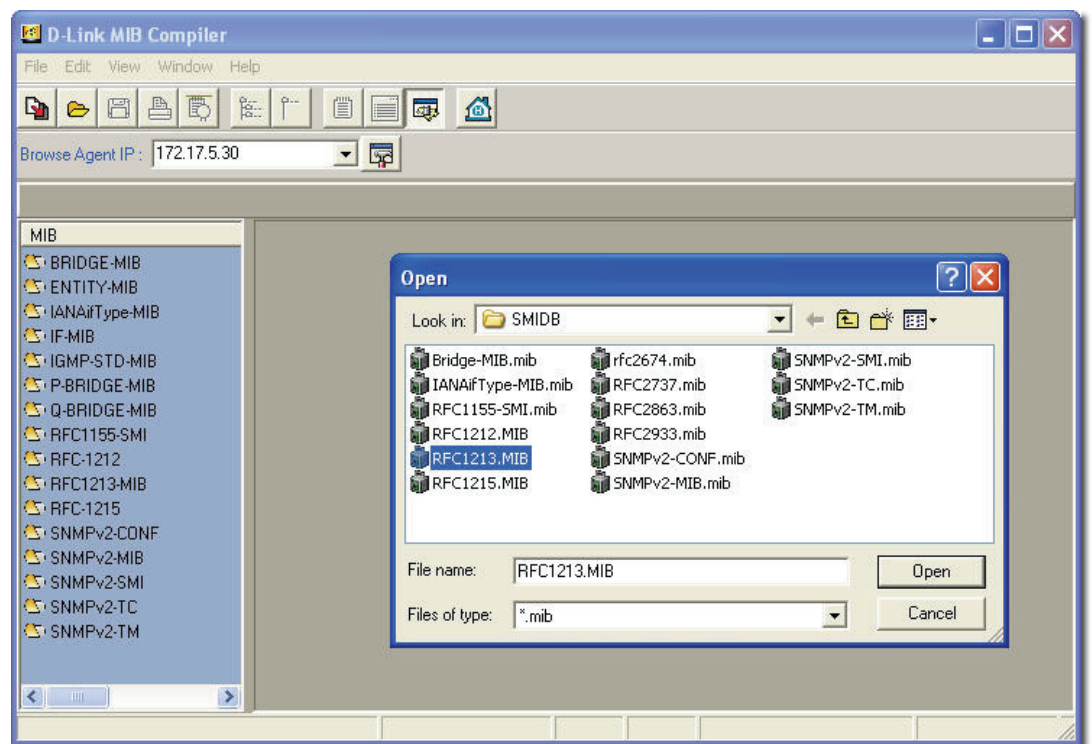 D-Link MIB Compiler
File Edit View Window Help
Browse Agent IP : 172.17.5.30
MIB
BRIDGE-MIB
ENTITY-MIB
IANAifType-MIB
IF-MIB
IGMP-STD-MIB
P-BRIDGE-MIB
Q-BRIDGE-MIB
RFC1155-SMI
RFC-1212
RFC1213-MIB
RFC-1215
SNMPv2-CONF
SNMPv2-MIB
SNMPv2-SMI
SNMPv2-TC
SNMPv2-TM
Open
Look in: SMIDB
Bridge-MIB.mib
IANAifType-MIB.mib
RFC1155-SMI.mib
RFC1212.MIB
RFC1213.MIB
RFC1215.MIB
rfc2674.mib
RFC2737.mib
RFC2863.mib
RFC2933.mib
SNMPv2-CONF.mib
SNMPv2-MIB.mib
SNMPv2-SMI.mib
SNMPv2-TC.mib
SNMPv2-TM.mib
File name: RFC1213.MIB Open
Files of type: *.mib Cancel